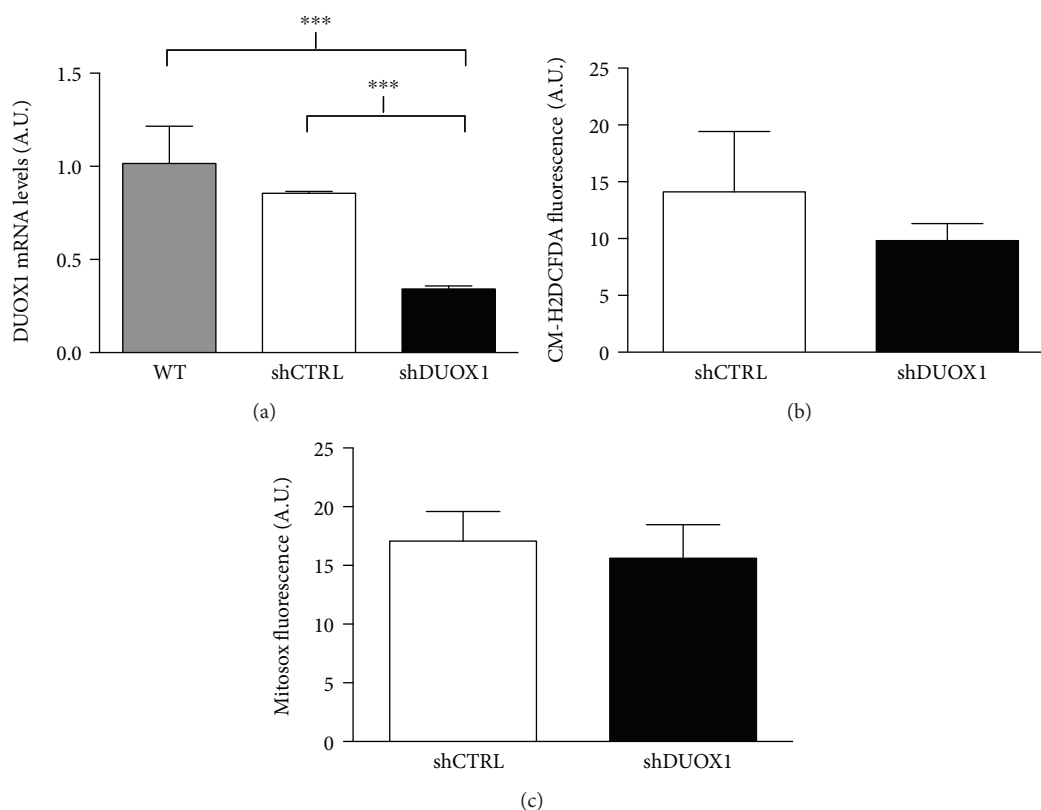 ***
***
DUOX1 mRNA levels (A.U.)
1.5
1.0
0.5
0.0
WT
shCTRL
shDUOX1
(a)
CM-H2DCFDA fluorescence (A.U.)
25
20
15
10
5
0
shCTRL
shDUOX1
(b)
Mitosox fluorescence (A.U.)
25
20
15
10
5
0
shCTRL
shDUOX1
(c)